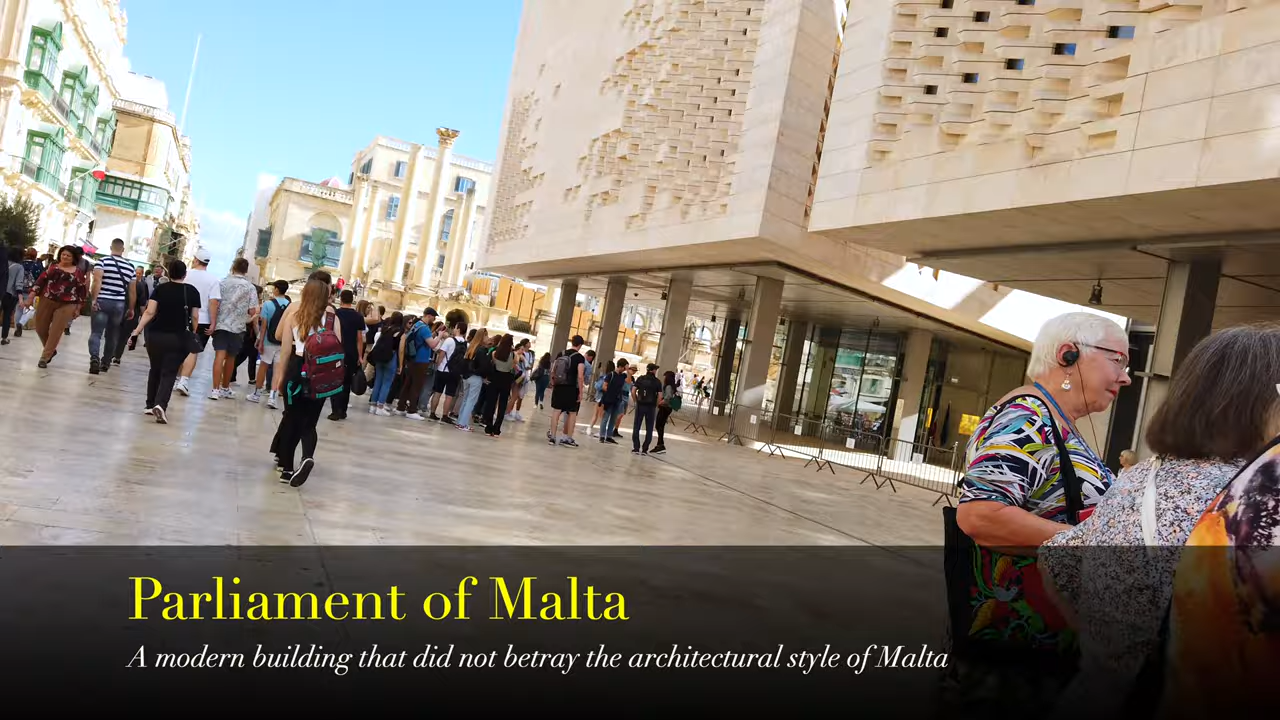 Parliament of Malta
A modern building that did not betray the architectural style of Malta